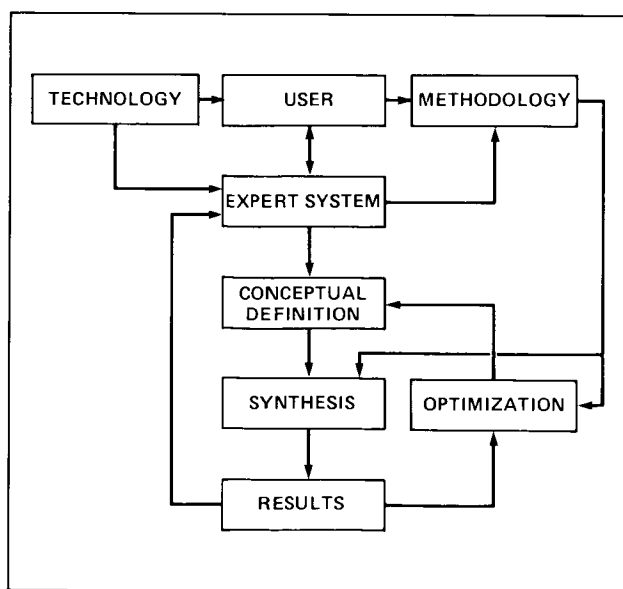 TECHNOLOGY
USER
METHODOLOGY
EXPERT SYSTEM
CONCEPTUAL
DEFINITION
SYNTHESIS
OPTIMIZATION
RESULTS